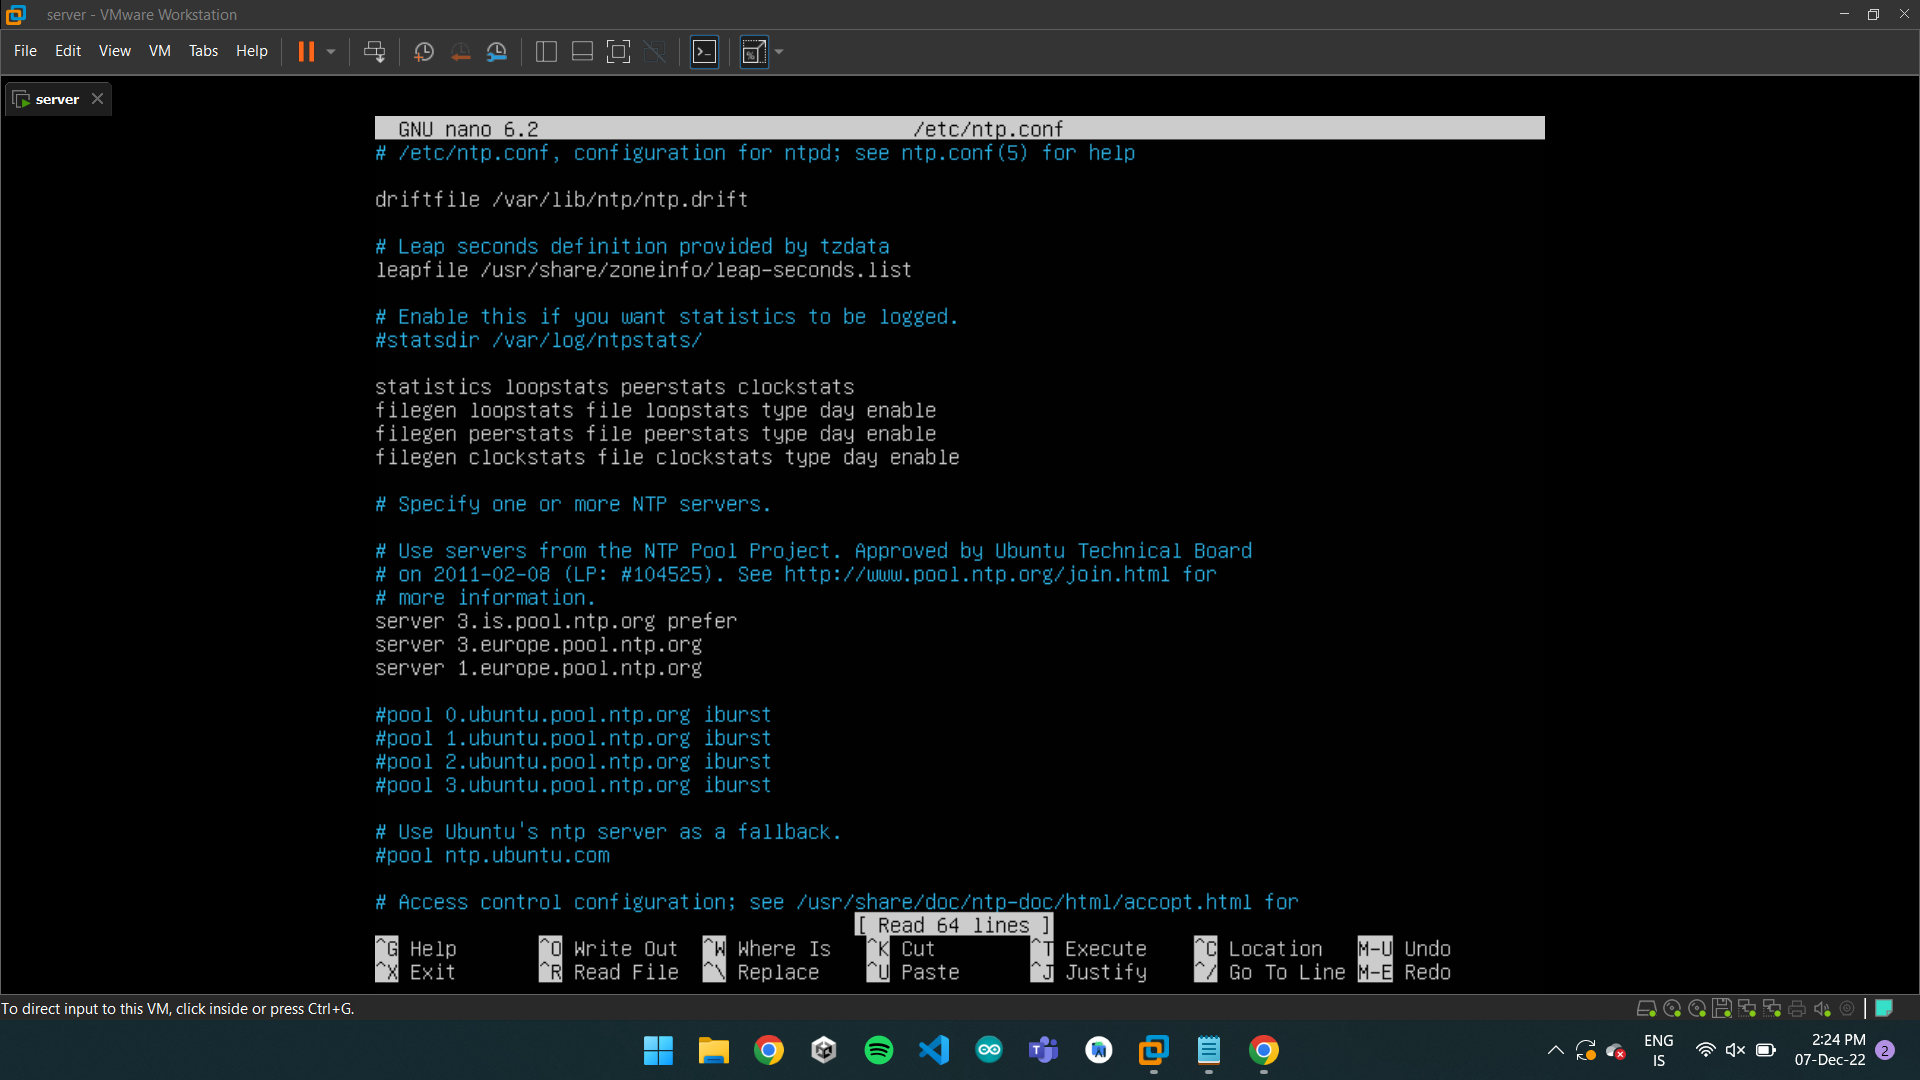 server - VMware Workstation
File Edit View VM Tabs Help
server
GNU nano 6.2 /etc/ntp.conf
# /etc/ntp.conf, configuration for ntpd; see ntp.conf(5) for help
driftfile /var/lib/ntp/ntp.drift
# Leap seconds definition provided by tzdata
leapfile /usr/share/zoneinfo/leap-seconds.list
# Enable this if you want statistics to be logged.
#statsdir /var/log/ntpstats/
statistics loopstats peerstats clockstats
filegen loopstats file loopstats type day enable
filegen peerstats file peerstats type day enable
filegen clockstats file clockstats type day enable
# Specify one or more NTP servers.
# Use servers from the NTP Pool Project. Approved by Ubuntu Technical Board
# on 2011-02-08 (LP: #104525). See http://www.pool.ntp.org/join.html for
# more information.
server 3.is.pool.ntp.org prefer
server 3.europe.pool.ntp.org
server 1.europe.pool.ntp.org
#pool 0.ubuntu.pool.ntp.org iburst
#pool 1.ubuntu.pool.ntp.org iburst
#pool 2.ubuntu.pool.ntp.org iburst
#pool 3.ubuntu.pool.ntp.org iburst
# Use Ubuntu's ntp server as a fallback.
#pool ntp.ubuntu.com
# Access control configuration; see /usr/share/doc/ntp-doc/html/accopt.html for
[ Read 64 lines ]
^G Help ^O Write Out ^W Where Is ^K Cut ^T Execute ^C Location M-U Undo
^X Exit ^R Read File ^\ Replace ^U Paste ^J Justify ^/ Go To Line M-E Redo
To direct input to this VM, click inside or press Ctrl+G.
ENG 2:24 PM
IS 07-Dec-22 2